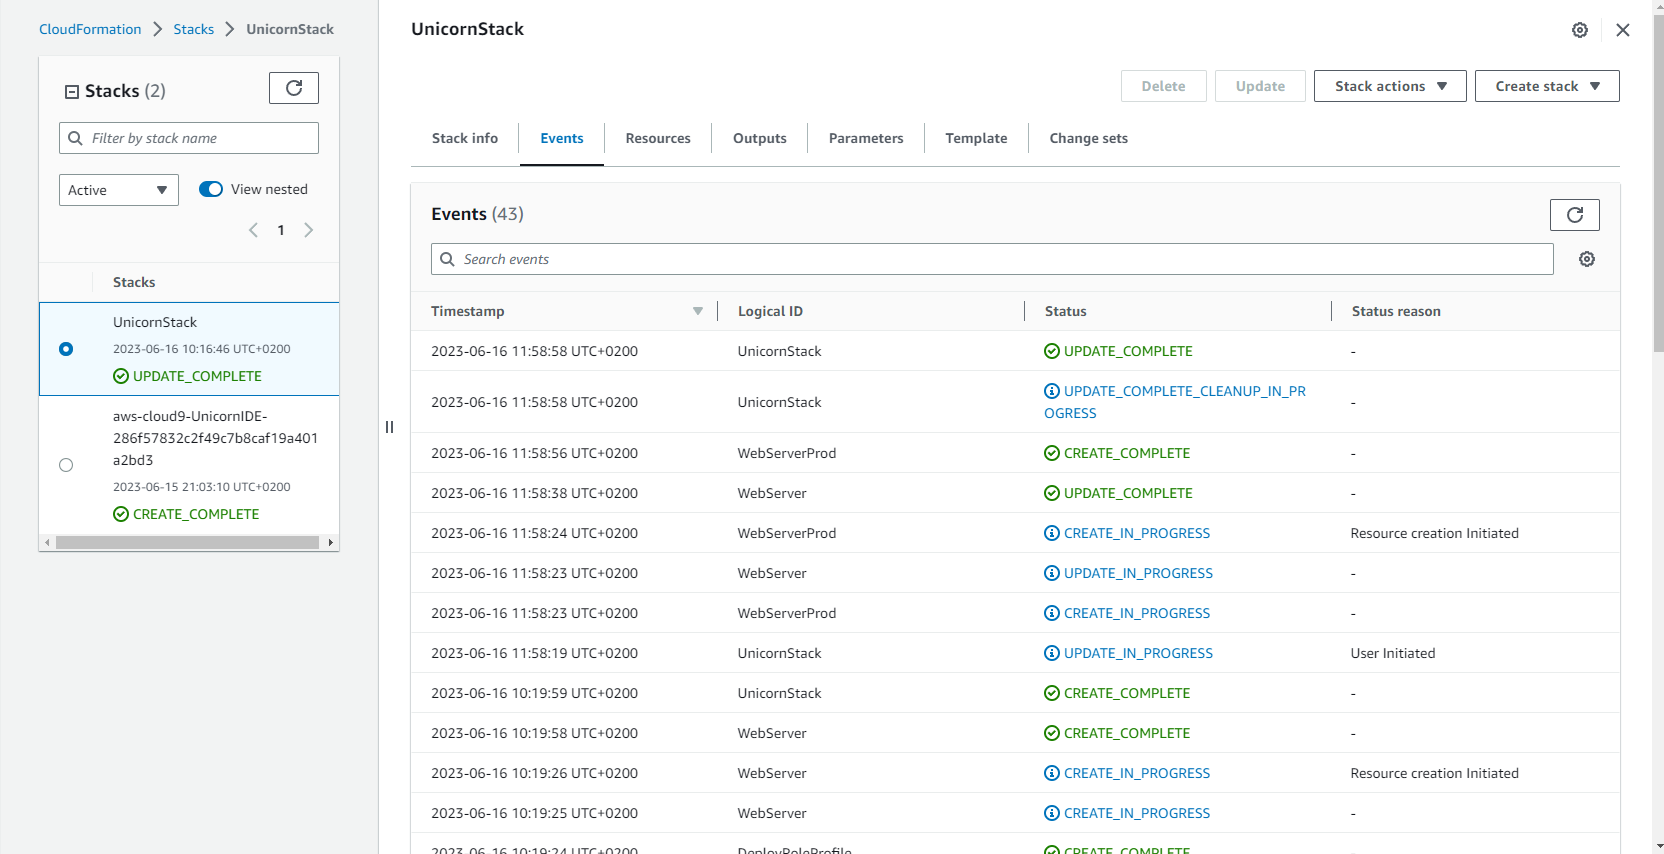 CloudFormation > Stacks > UnicornStack
Stacks (2)
Filter by stack name
Active
View nested
1
Stacks
UnicornStack
2023-06-16 10:16:46 UTC+0200
UPDATE_COMPLETE
aws-cloud9-UnicornIDE-
286f57832c2f49c7b8caf19a401
a2bd3
2023-06-15 21:03:10 UTC+0200
CREATE_COMPLETE
UnicornStack
Delete Update Stack actions Create stack
Stack info Events Resources Outputs Parameters Template Change sets
Events (43)
Search events
Timestamp Logical ID Status Status reason
2023-06-16 11:58:58 UTC+0200 UnicornStack UPDATE_COMPLETE -
2023-06-16 11:58:58 UTC+0200 UnicornStack UPDATE_COMPLETE_CLEANUP_IN_PR -
OGRESS
2023-06-16 11:58:56 UTC+0200 WebServerProd CREATE_COMPLETE -
2023-06-16 11:58:38 UTC+0200 WebServer UPDATE_COMPLETE -
2023-06-16 11:58:24 UTC+0200 WebServerProd CREATE_IN_PROGRESS Resource creation Initiated
2023-06-16 11:58:23 UTC+0200 WebServer UPDATE_IN_PROGRESS -
2023-06-16 11:58:23 UTC+0200 WebServerProd CREATE_IN_PROGRESS -
2023-06-16 11:58:19 UTC+0200 UnicornStack UPDATE_IN_PROGRESS User Initiated
2023-06-16 10:19:59 UTC+0200 UnicornStack CREATE_COMPLETE -
2023-06-16 10:19:58 UTC+0200 WebServer CREATE_COMPLETE -
2023-06-16 10:19:26 UTC+0200 WebServer CREATE_IN_PROGRESS Resource creation Initiated
2023-06-16 10:19:25 UTC+0200 WebServer CREATE_IN_PROGRESS -
2023-06-16 10:19:24 UTC+0200 DeployRoleProfile CREATE_COMPLETE